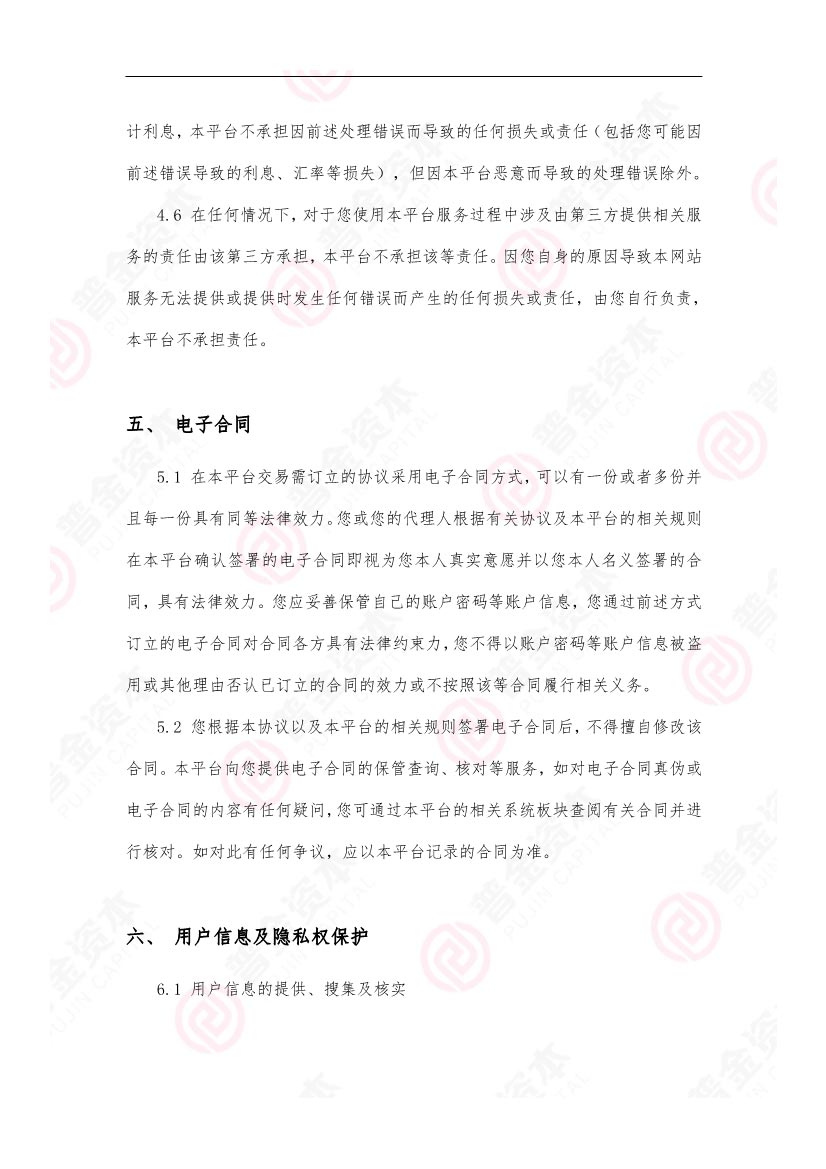 计利息，本平台不承担因前述处理错误而导致的任何损失或责任（包括您可能因
前述错误导致的利息、汇率等损失），但因本平台恶意而导致的处理错误除外。
4.6 在任何情况下，对于您使用本平台服务过程中涉及由第三方提供相关服
务的责任由该第三方承担，本平台不承担该等责任。因您自身的原因导致本网站
服务无法提供或提供时发生任何错误而产生的任何损失或责任，由您自行负责，
本平台不承担责任。
五、 电子合同
5.1 在本平台交易需订立的协议采用电子合同方式，可以有一份或者多份并
且每一份具有同等法律效力。您或您的代理人根据有关协议及本平台的相关规则
在本平台确认签署的电子合同即视为您本人真实意愿并以您本人名义签署的合
同，具有法律效力。您应妥善保管自己的账户密码等账户信息，您通过前述方式
订立的电子合同对合同各方具有法律约束力，您不得以账户密码等账户信息被盗
用或其他理由否认已订立的合同的效力或不按照该等合同履行相关义务。
5.2 您根据本协议以及本平台的相关规则签署电子合同后，不得擅自修改该
合同。本平台向您提供电子合同的保管查询、核对等服务，如对电子合同真伪或
电子合同的内容有任何疑问，您可通过本平台的相关系统板块查阅有关合同并进
行核对。如对此有任何争议，应以本平台记录的合同为准。
六、 用户信息及隐私权保护
6.1 用户信息的提供、搜集及核实
普金资本
PUJIN CAPITAL